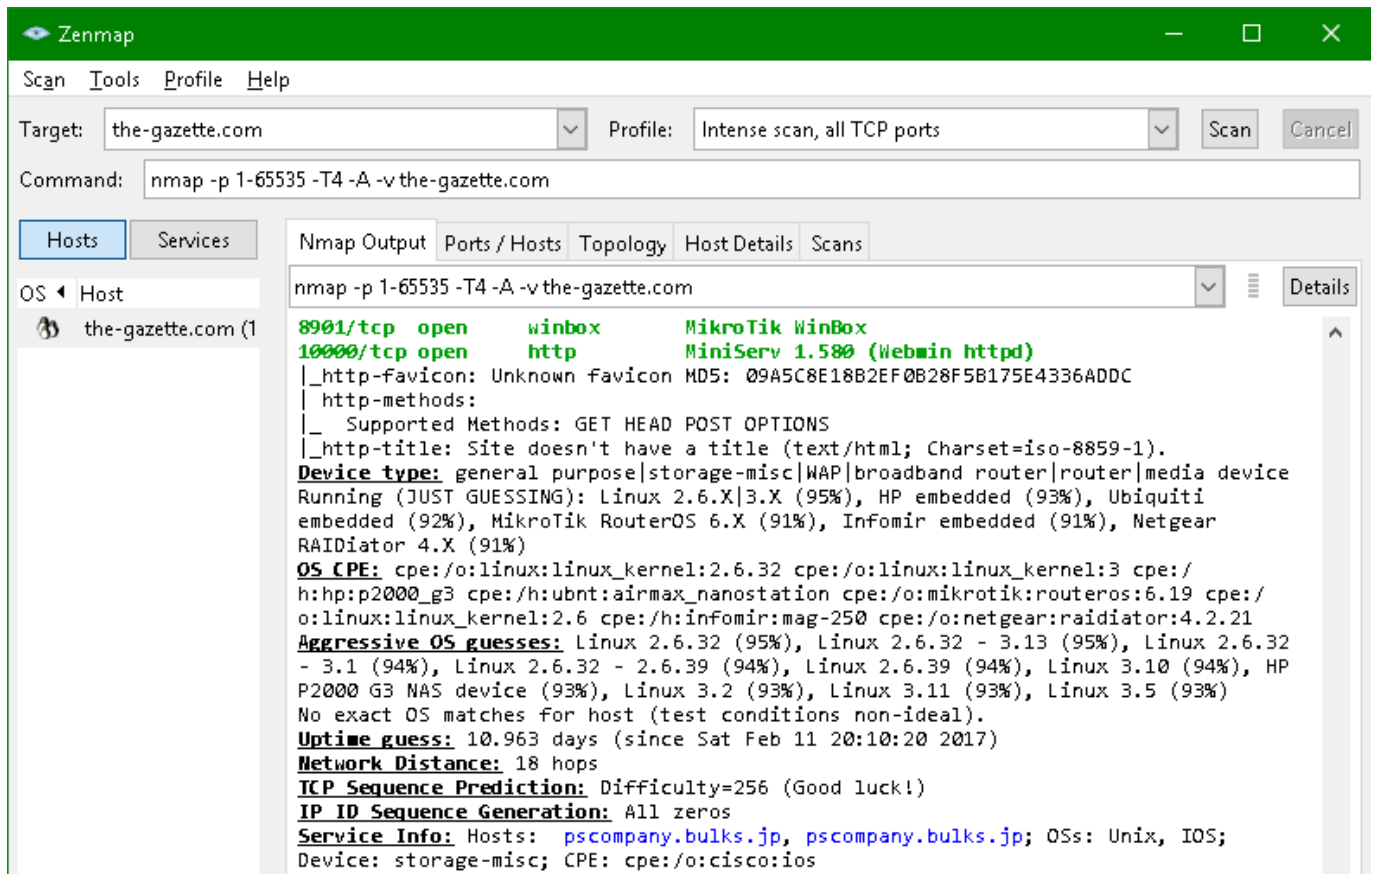 Zenmap
Scan Tools Profile Help
Target: the-gazette.com Profile: Intense scan, all TCP ports Scan Cancel
Command: nmap -p 1-65535 -T4 -A -v the-gazette.com
Hosts Services Nmap Output Ports / Hosts Topology Host Details Scans
nmap -p 1-65535 -T4 -A -v the-gazette.com Details
OS Host
the-gazette.com (1
8901/tcp open winbox MikroTik WinBox
10000/tcp open http MiniServ 1.580 (Webmin httpd)
|_http-favicon: Unknown favicon MD5: 09A5C8E18B2EF0B28F5B175E4336ADDC
| http-methods:
|_ Supported Methods: GET HEAD POST OPTIONS
|_http-title: Site doesn't have a title (text/html; Charset=iso-8859-1).
Device type: general purpose|storage-misc|WAP|broadband router|router|media device
Running (JUST GUESSING): Linux 2.6.X|3.X (95%), HP embedded (93%), Ubiquiti
embedded (92%), MikroTik RouterOS 6.X (91%), Infomir embedded (91%), Netgear
RAIDiator 4.X (91%)
OS CPE: cpe:/o:linux:linux_kernel:2.6.32 cpe:/o:linux:linux_kernel:3 cpe:/
h:hp:p2000_g3 cpe:/h:ubnt:airmax_nanostation cpe:/o:mikrotik:routeros:6.19 cpe:/
o:linux:linux_kernel:2.6 cpe:/h:infomir:mag-250 cpe:/o:netgear:raidiator:4.2.21
Aggressive OS guesses: Linux 2.6.32 (95%), Linux 2.6.32 - 3.13 (95%), Linux 2.6.32
- 3.1 (94%), Linux 2.6.32 - 2.6.39 (94%), Linux 2.6.39 (94%), Linux 3.10 (94%), HP
P2000 G3 NAS device (93%), Linux 3.2 (93%), Linux 3.11 (93%), Linux 3.5 (93%)
No exact OS matches for host (test conditions non-ideal).
Uptime guess: 10.963 days (since Sat Feb 11 20:10:20 2017)
Network Distance: 18 hops
TCP Sequence Prediction: Difficulty=256 (Good luck!)
IP ID Sequence Generation: All zeros
Service Info: Hosts: pscompany.bulks.jp, pscompany.bulks.jp; OSs: Unix, IOS;
Device: storage-misc; CPE: cpe:/o:cisco:ios